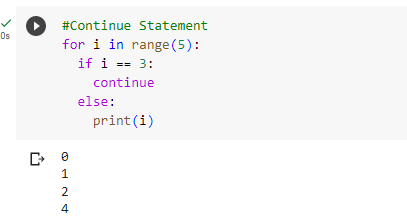 #Continue Statement
for i in range(5):
  if i == 3:
    continue
  else:
    print(i)
0s
0
1
2
4